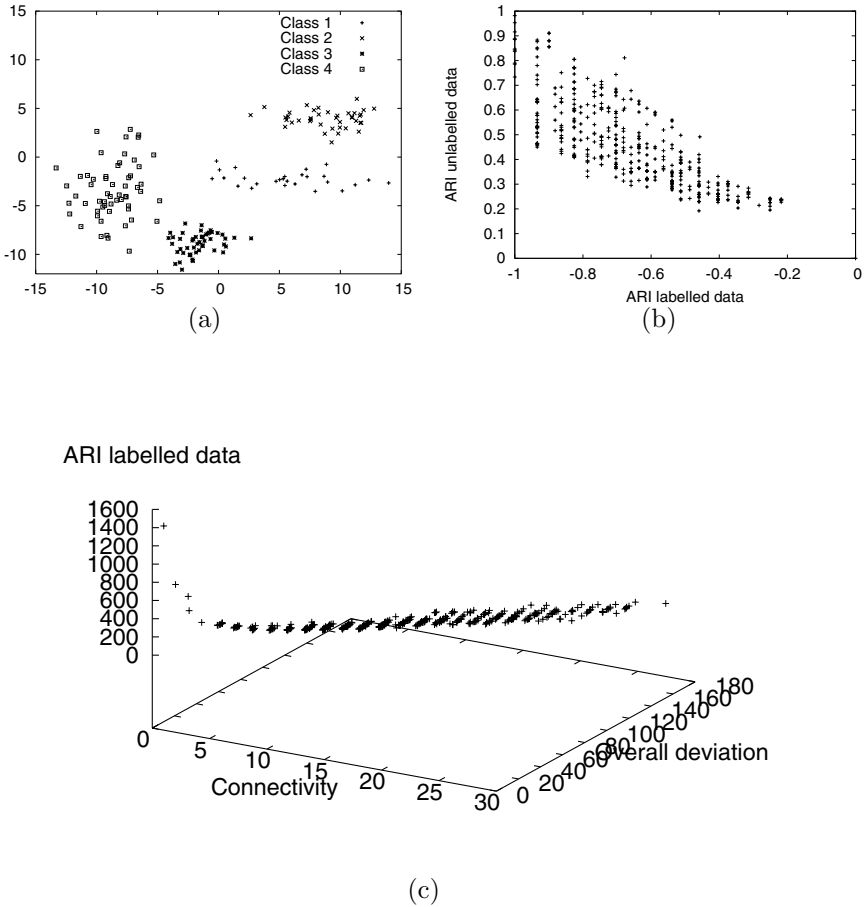 15
10
5
0
-5
-10
-15 -10 -5 0 5 10 15
Class 1
Class 2
Class 3
Class 4
(a)
1
0.9
0.8
0.7
0.6
0.5
0.4
0.3
0.2
0.1
0
ARI unlabelled data
-1 -0.8 -0.6 -0.4 -0.2 0
ARI labelled data
(b)
ARI labelled data
1600
1400
1200
1000
800
600
400
200
0
0 5 10 15 20 25 30
Connectivity
0 20 40 60 80 100 120 140 160 180
Overall deviation
(c)